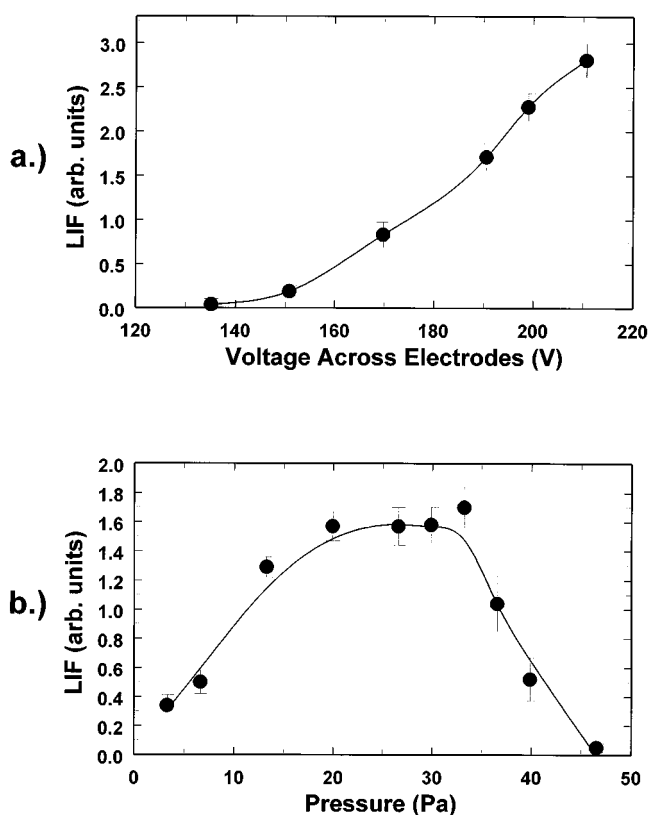 a.)
LIF (arb. units)
3.0
2.5
2.0
1.5
1.0
0.5
0.0
120 140 160 180 200 220
Voltage Across Electrodes (V)
b.)
LIF (arb. units)
2.0
1.8
1.6
1.4
1.2
1.0
0.8
0.6
0.4
0.2
0.0
0 10 20 30 40 50
Pressure (Pa)